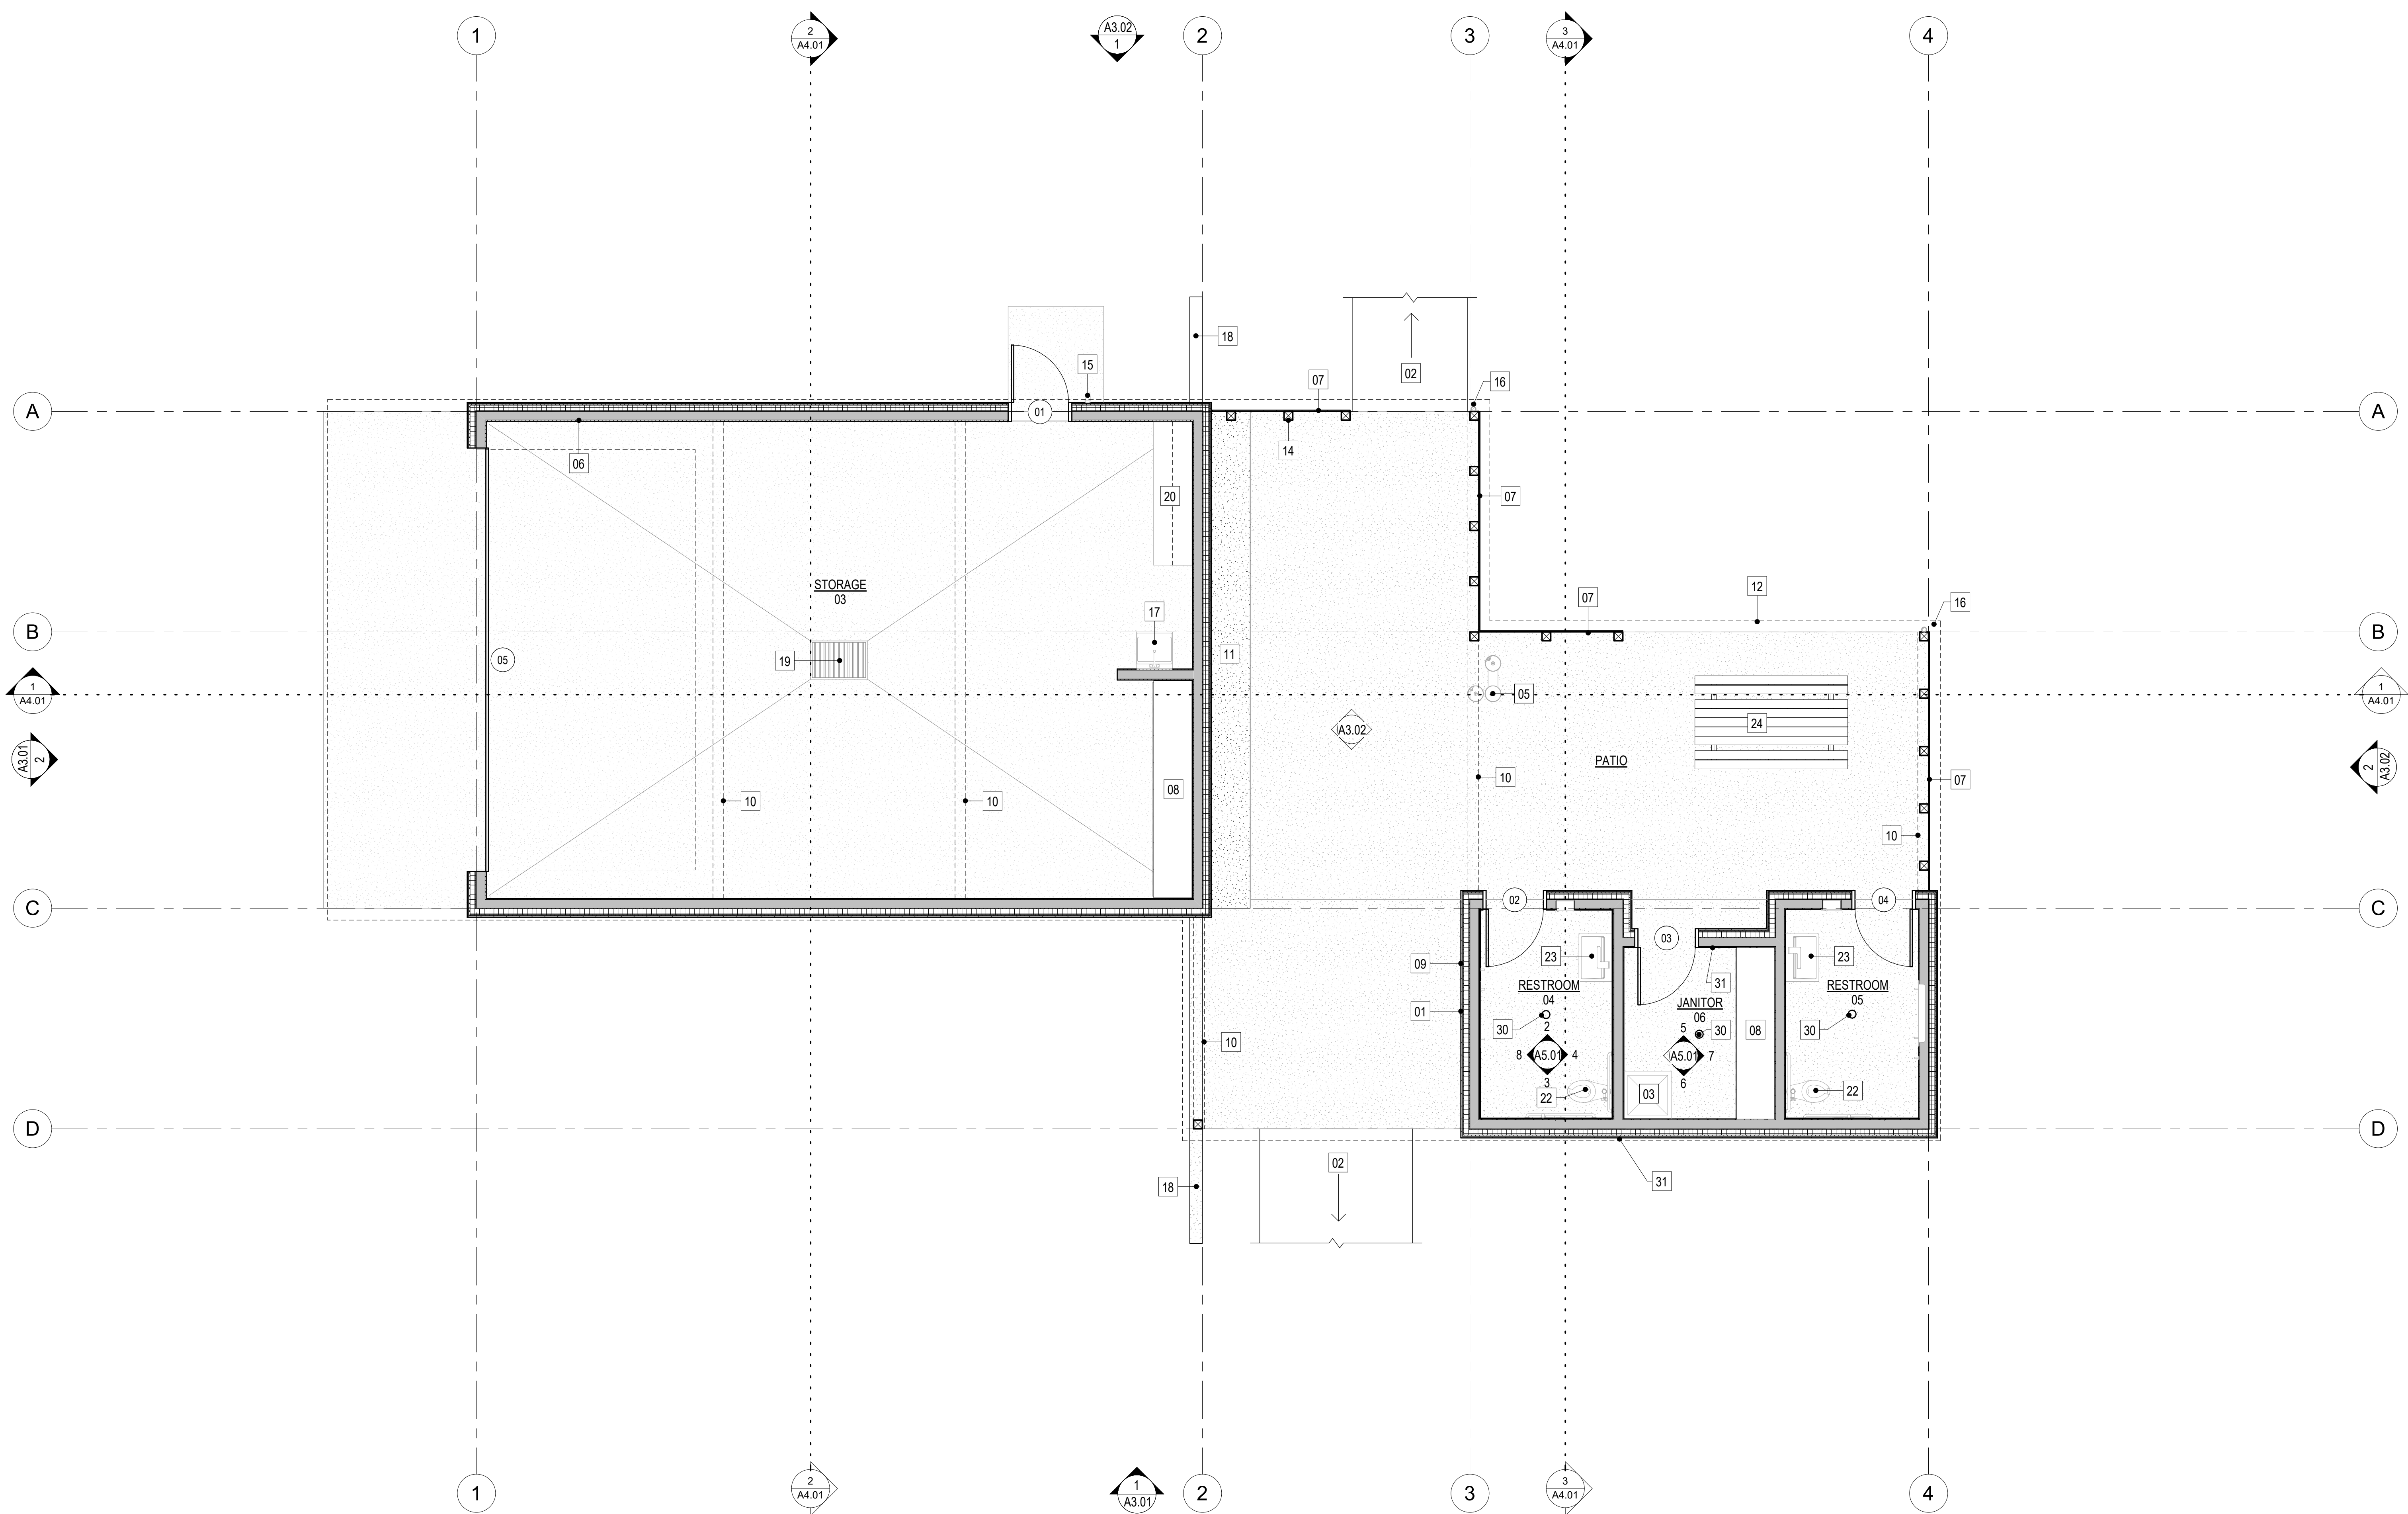 1
2
A4.01
A3.02
1
2
3
3
A4.01
4
18
15
07
02
16
A
01
A
06
14
20
07
STORAGE
03
12
07
16
17
B
B
11
05
19
1
A4.01
05
1
A4.01
24
A3.02
A3.01
2
PATIO
2
A3.02
10
07
08
10
10
10
02
04
C
C
03
23
23
09
31
RESTROOM
04
RESTROOM
05
JANITOR
06
01
30
2
5
30
08
30
10
8
A5.01
4
A5.01
7
3
6
22
03
22
D
D
02
31
18
1
2
A4.01
1
A3.01
2
3
3
A4.01
4